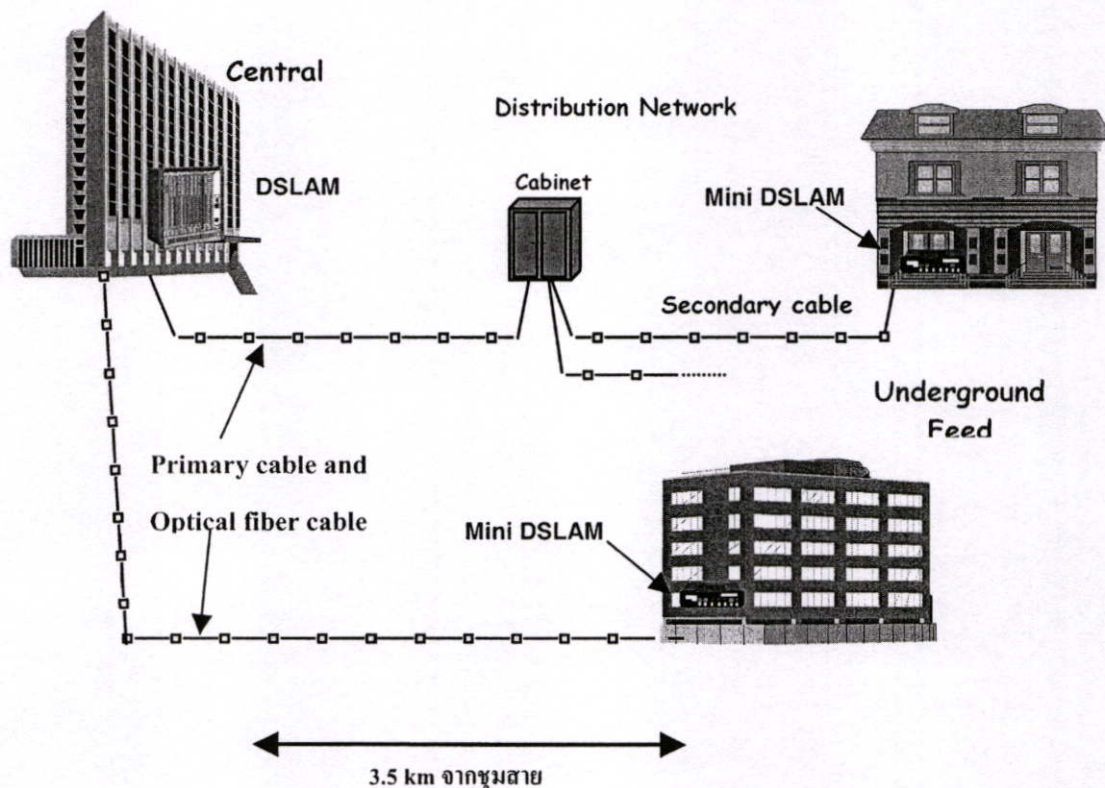 Central
Distribution Network
DSLAM
Cabinet
Mini DSLAM
Secondary cable
Underground
Feed
Primary cable and
Optical fiber cable
Mini DSLAM
3.5 km จากชุมสาย